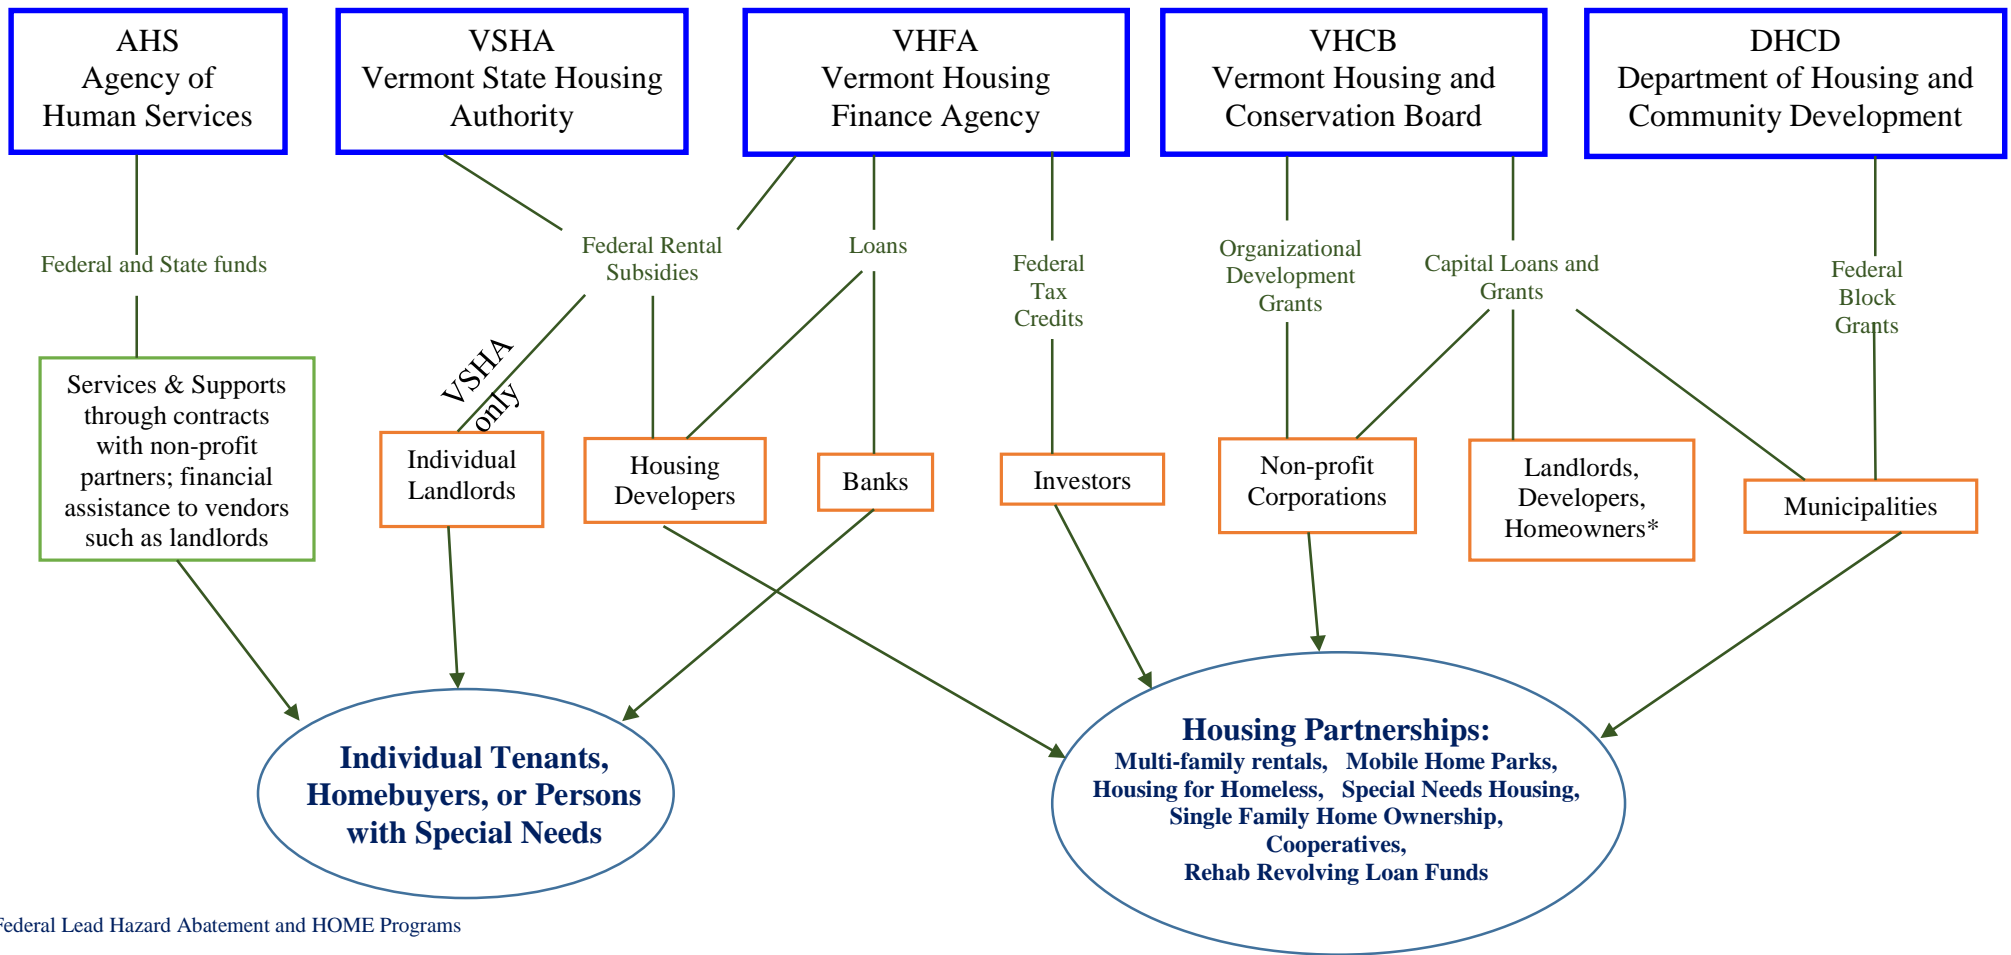 AHS
Agency of
Human Services
VSHA
Vermont State Housing
Authority
VHFA
Vermont Housing
Finance Agency
VHCB
Vermont Housing and
Conservation Board
DHCD
Department of Housing and
Community Development
Federal and State funds
Federal Rental
Subsidies
Loans
Federal
Tax
Credits
Organizational
Development
Grants
Capital Loans and
Grants
Federal
Block
Grants
Services & Supports
through contracts
with non-profit
partners; financial
assistance to vendors
such as landlords
VSHA
only
Individual
Landlords
Housing
Developers
Banks
Investors
Non-profit
Corporations
Landlords,
Developers,
Homeowners*
Municipalities
Individual Tenants,
Homebuyers, or Persons
with Special Needs
Housing Partnerships:
Multi-family rentals, Mobile Home Parks,
Housing for Homeless, Special Needs Housing,
Single Family Home Ownership,
Cooperatives,
Rehab Revolving Loan Funds
Federal Lead Hazard Abatement and HOME Programs